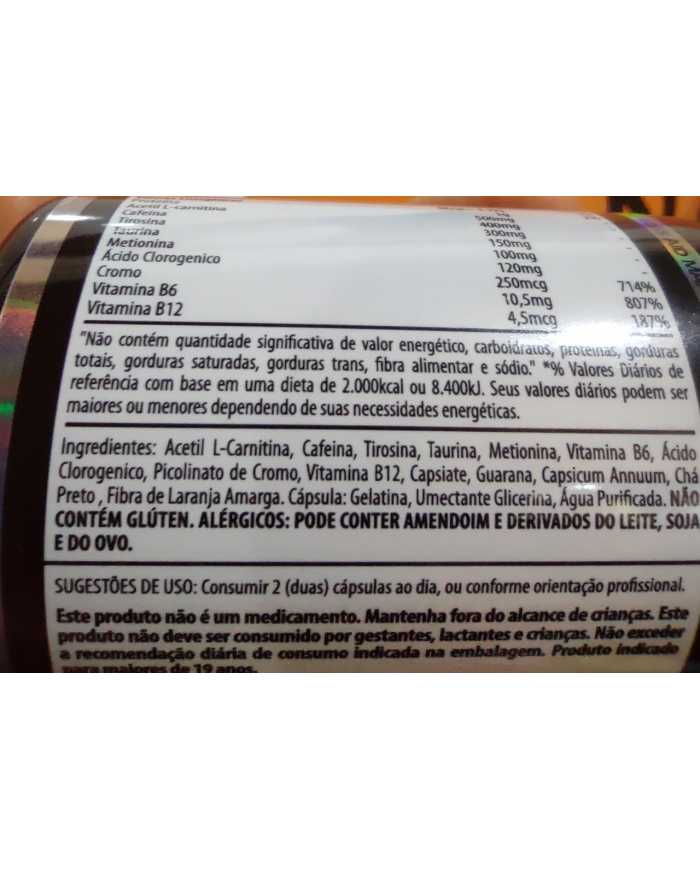 Proteína
Acetil L-carnitina 500mg
Cafeína 400mg
Tirosina 300mg
Taurina 150mg
Metionina 100mg
Ácido Clorogenico 120mg
Cromo 250mcg 714%
Vitamina B6 10,5mg 807%
Vitamina B12 4,5mcg 187%
"Não contém quantidade significativa de valor energético, carboidratos, proteínas, gorduras
totais, gorduras saturadas, gorduras trans, fibra alimentar e sódio." *% Valores Diários de
referência com base em uma dieta de 2.000kcal ou 8.400kJ. Seus valores diários podem ser
maiores ou menores dependendo de suas necessidades energéticas.
Ingredientes: Acetil L-Carnitina, Cafeína, Tirosina, Taurina, Metionina, Vitamina B6, Ácido
Clorogenico, Picolinato de Cromo, Vitamina B12, Capsiate, Guarana, Capsicum Annuum, Chá
Preto , Fibra de Laranja Amarga. Cápsula: Gelatina, Umectante Glicerina, Água Purificada. NÃO
CONTÉM GLÚTEN. ALÉRGICOS: PODE CONTER AMENDOIM E DERIVADOS DO LEITE, SOJA
E DO OVO.
SUGESTÕES DE USO: Consumir 2 (duas) cápsulas ao dia, ou conforme orientação profissional.
Este produto não é um medicamento. Mantenha fora do alcance de crianças. Este
produto não deve ser consumido por gestantes, lactantes e crianças. Não exceder
a recomendação diária de consumo indicada na embalagem. Produto indicado
para maiores de 19 anos.